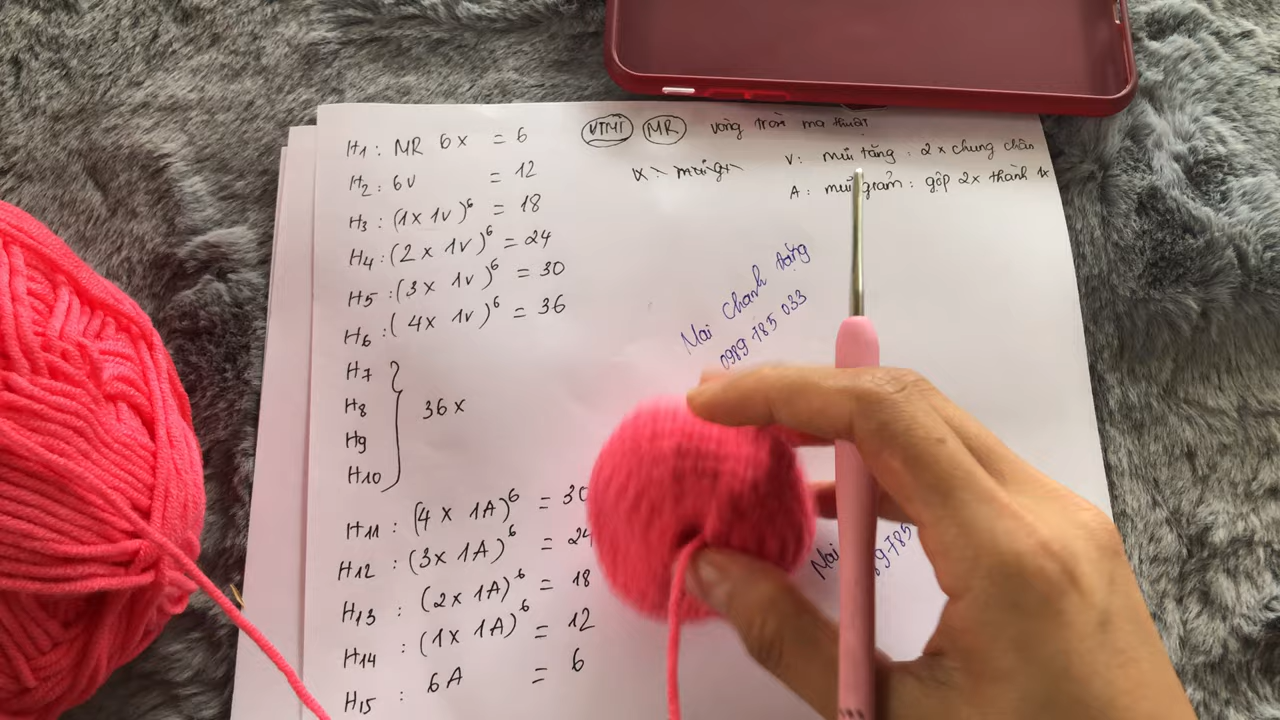 H1 : MR 6x = 6
VTMT MR vòng tròn ma thuật
H2 : 6V = 12
V : mũi tăng : 2x chung chân
H3 : (1x 1v)⁶ = 18
A : mũi giảm : gộp 2x thành 1x
H4 : (2x 1v)⁶ = 24
H5 : (3x 1v)⁶ = 30
H6 : (4x 1v)⁶ = 36
Mai Chanh tặng
0989 785 033
H7
H8
H9
H10
36x
H11 : (4x 1A)⁶ = 30
H12 : (3x 1A)⁶ = 24
H13 : (2x 1A)⁶ = 18
H14 : (1x 1A)⁶ = 12
H15 : 6A = 6
Mai
89 785